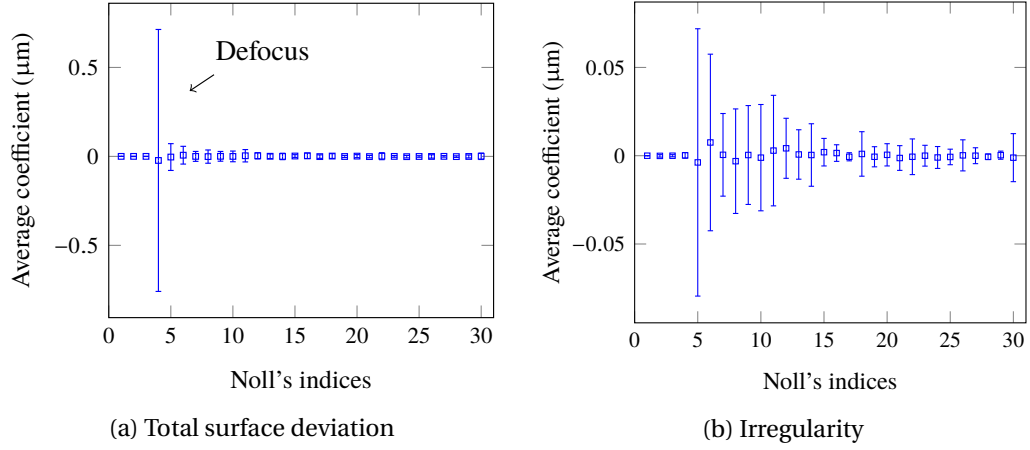 0.5
0
−0.5
Average coefficient (µm)
Defocus
0 5 10 15 20 25 30
Noll's indices
(a) Total surface deviation
0.05
0
−0.05
Average coefficient (µm)
0 5 10 15 20 25 30
Noll's indices
(b) Irregularity